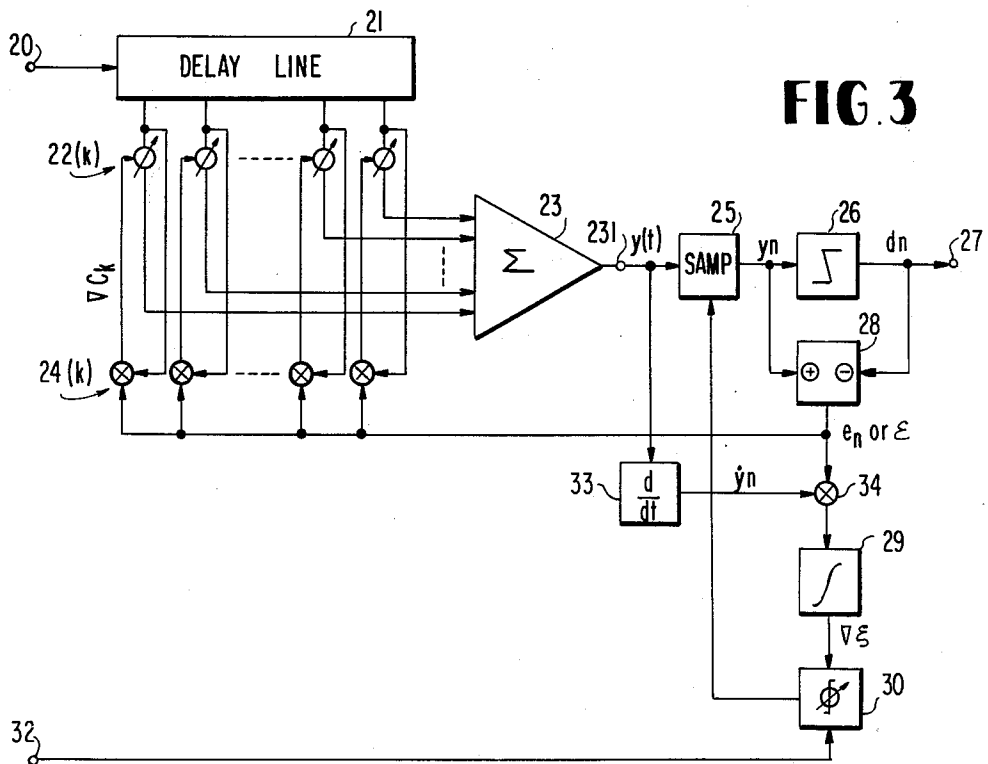 20
21
DELAY LINE
FIG. 3
22(k)
23
231
y(t)
25
SAMP
yn
26
dn
27
Σ
∇Ck
24(k)
28
⊕ ⊖
en or ε
33
d
dt
ẏn
34
29
∫
∇ξ
30
32